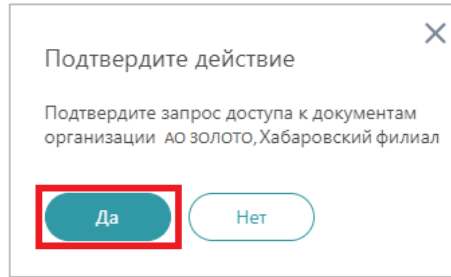 Подтвердите действие
Подтвердите запрос доступа к документам
организации АО ЗОЛОТО, Хабаровский филиал
Да Нет